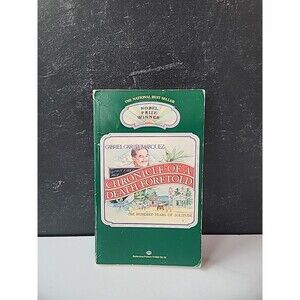 THE NATIONAL BEST SELLER
NOBEL
PRIZE
WINNER
GABRIEL GARCIA MARQUEZ
CHRONICLE OF A
DEATH FORETOLD
ONE HUNDRED YEARS OF SOLITUDE